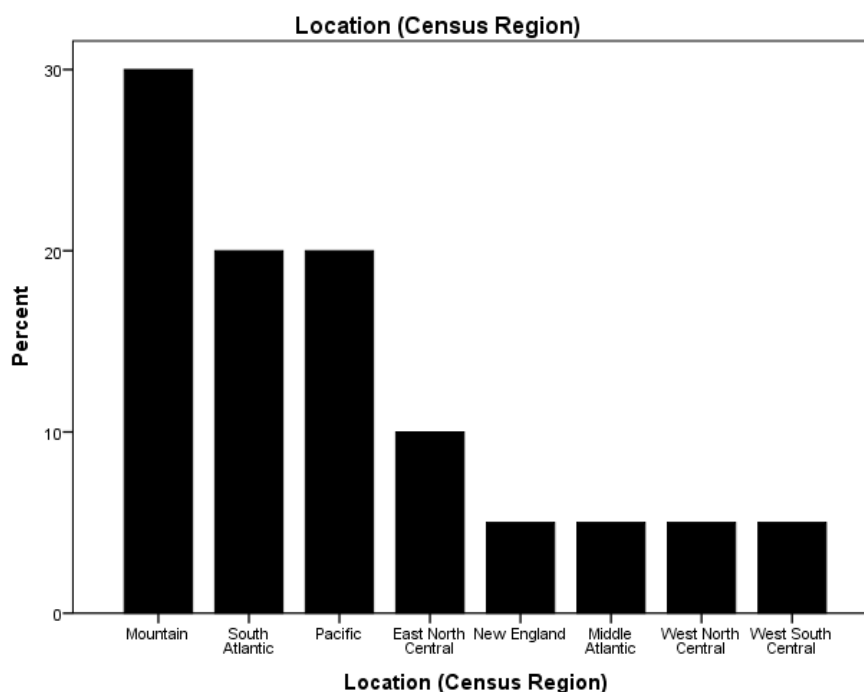 Location (Census Region)
30
20
10
0
Percent
Mountain
South
Atlantic
Pacific
East North
Central
New England
Middle
Atlantic
West North
Central
West South
Central
Location (Census Region)